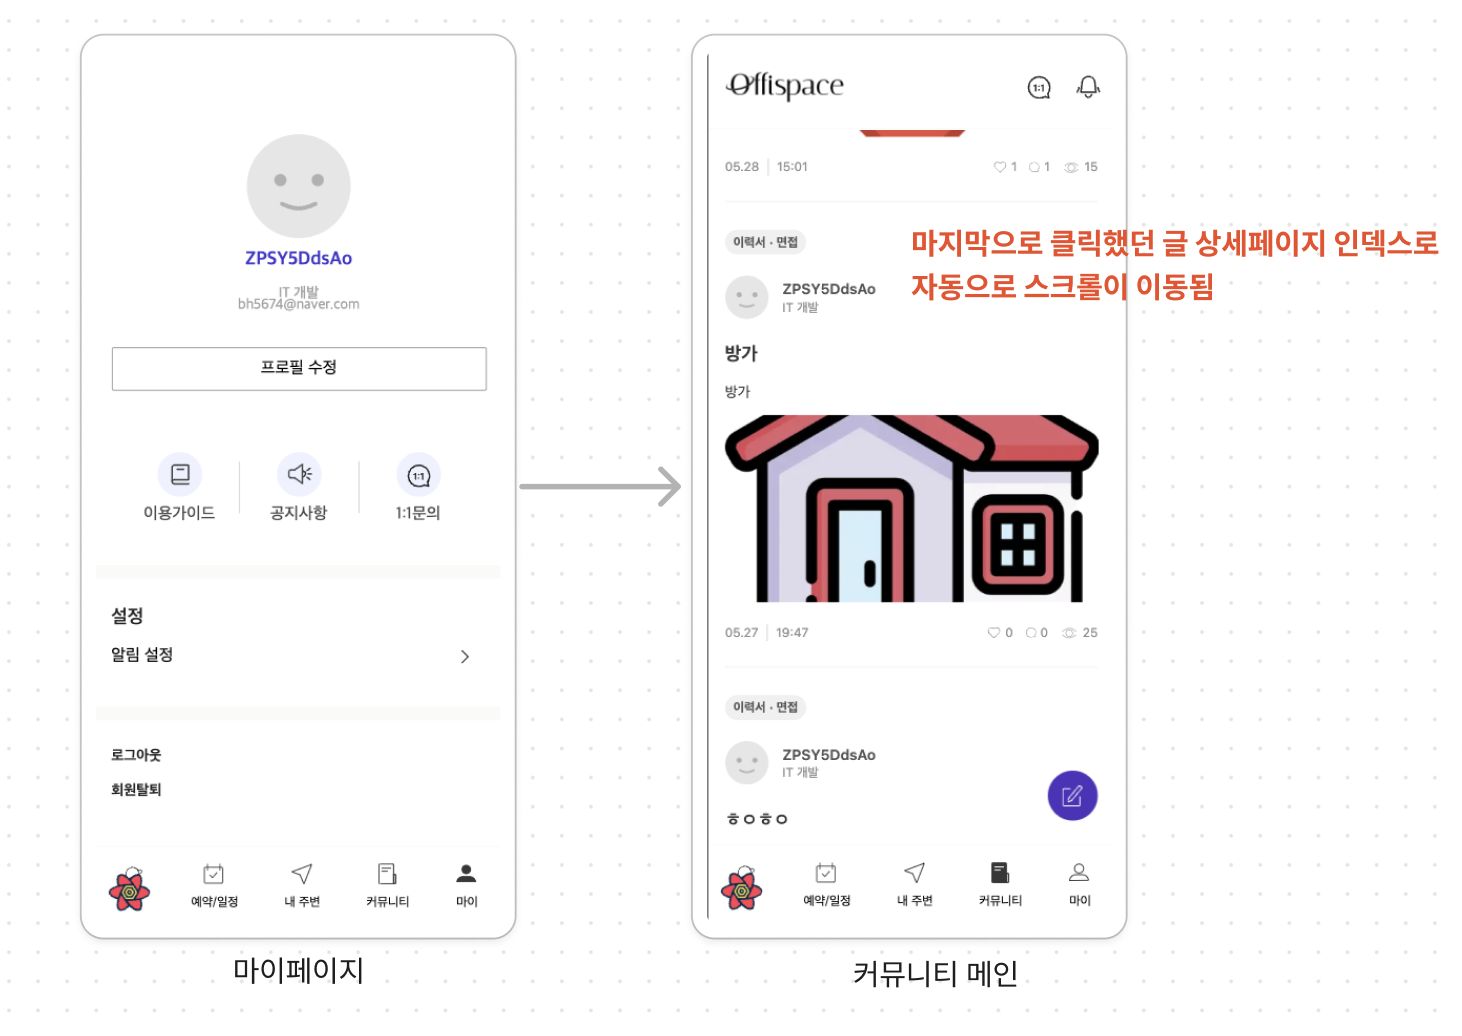 ZPSY5DdsAo
IT 개발
bh5674@naver.com
프로필 수정
이용가이드
공지사항
1:1
1:1문의
설정
알림 설정
로그아웃
회원탈퇴
예약/일정
내 주변
커뮤니티
마이
마이페이지
Offispace
1:1
05.28 | 15:01
1 1 15
이력서 · 면접
마지막으로 클릭했던 글 상세페이지 인덱스로
자동으로 스크롤이 이동됨
ZPSY5DdsAo
IT 개발
방가
방가
05.27 | 19:47
0 0 25
이력서 · 면접
ZPSY5DdsAo
IT 개발
ㅎㅇㅎㅇ
예약/일정
내 주변
커뮤니티
마이
커뮤니티 메인